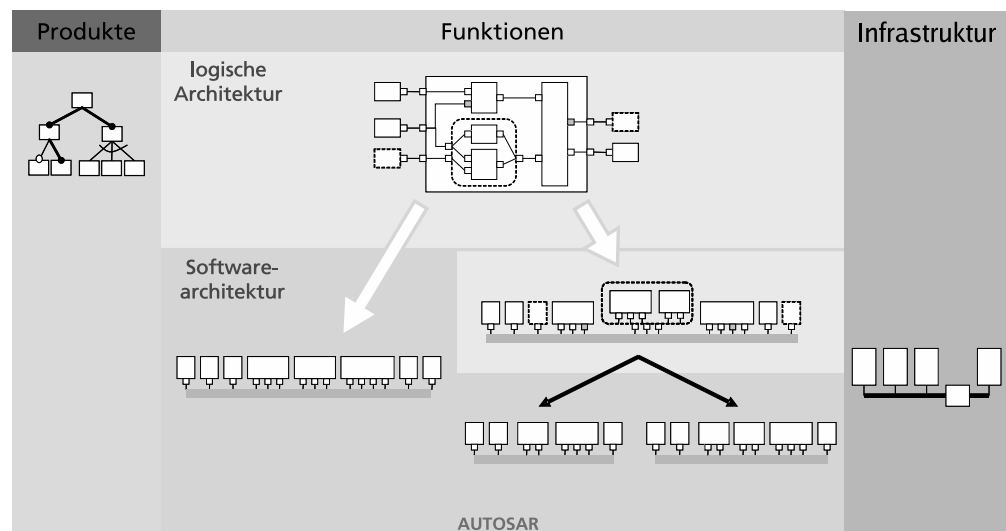 Produkte
Funktionen
Infrastruktur
logische
Architektur
Software-
architektur
AUTOSAR